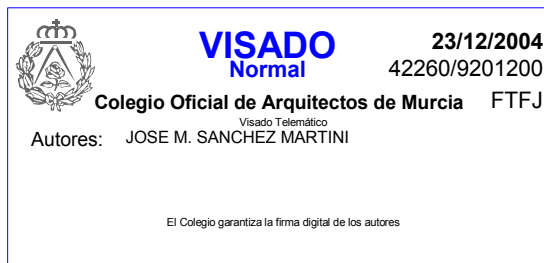 VISADO
Normal
23/12/2004
42260/9201200
Colegio Oficial de Arquitectos de Murcia FTFJ
Visado Telemático
Autores: JOSE M. SANCHEZ MARTINI
El Colegio garantiza la firma digital de los autores